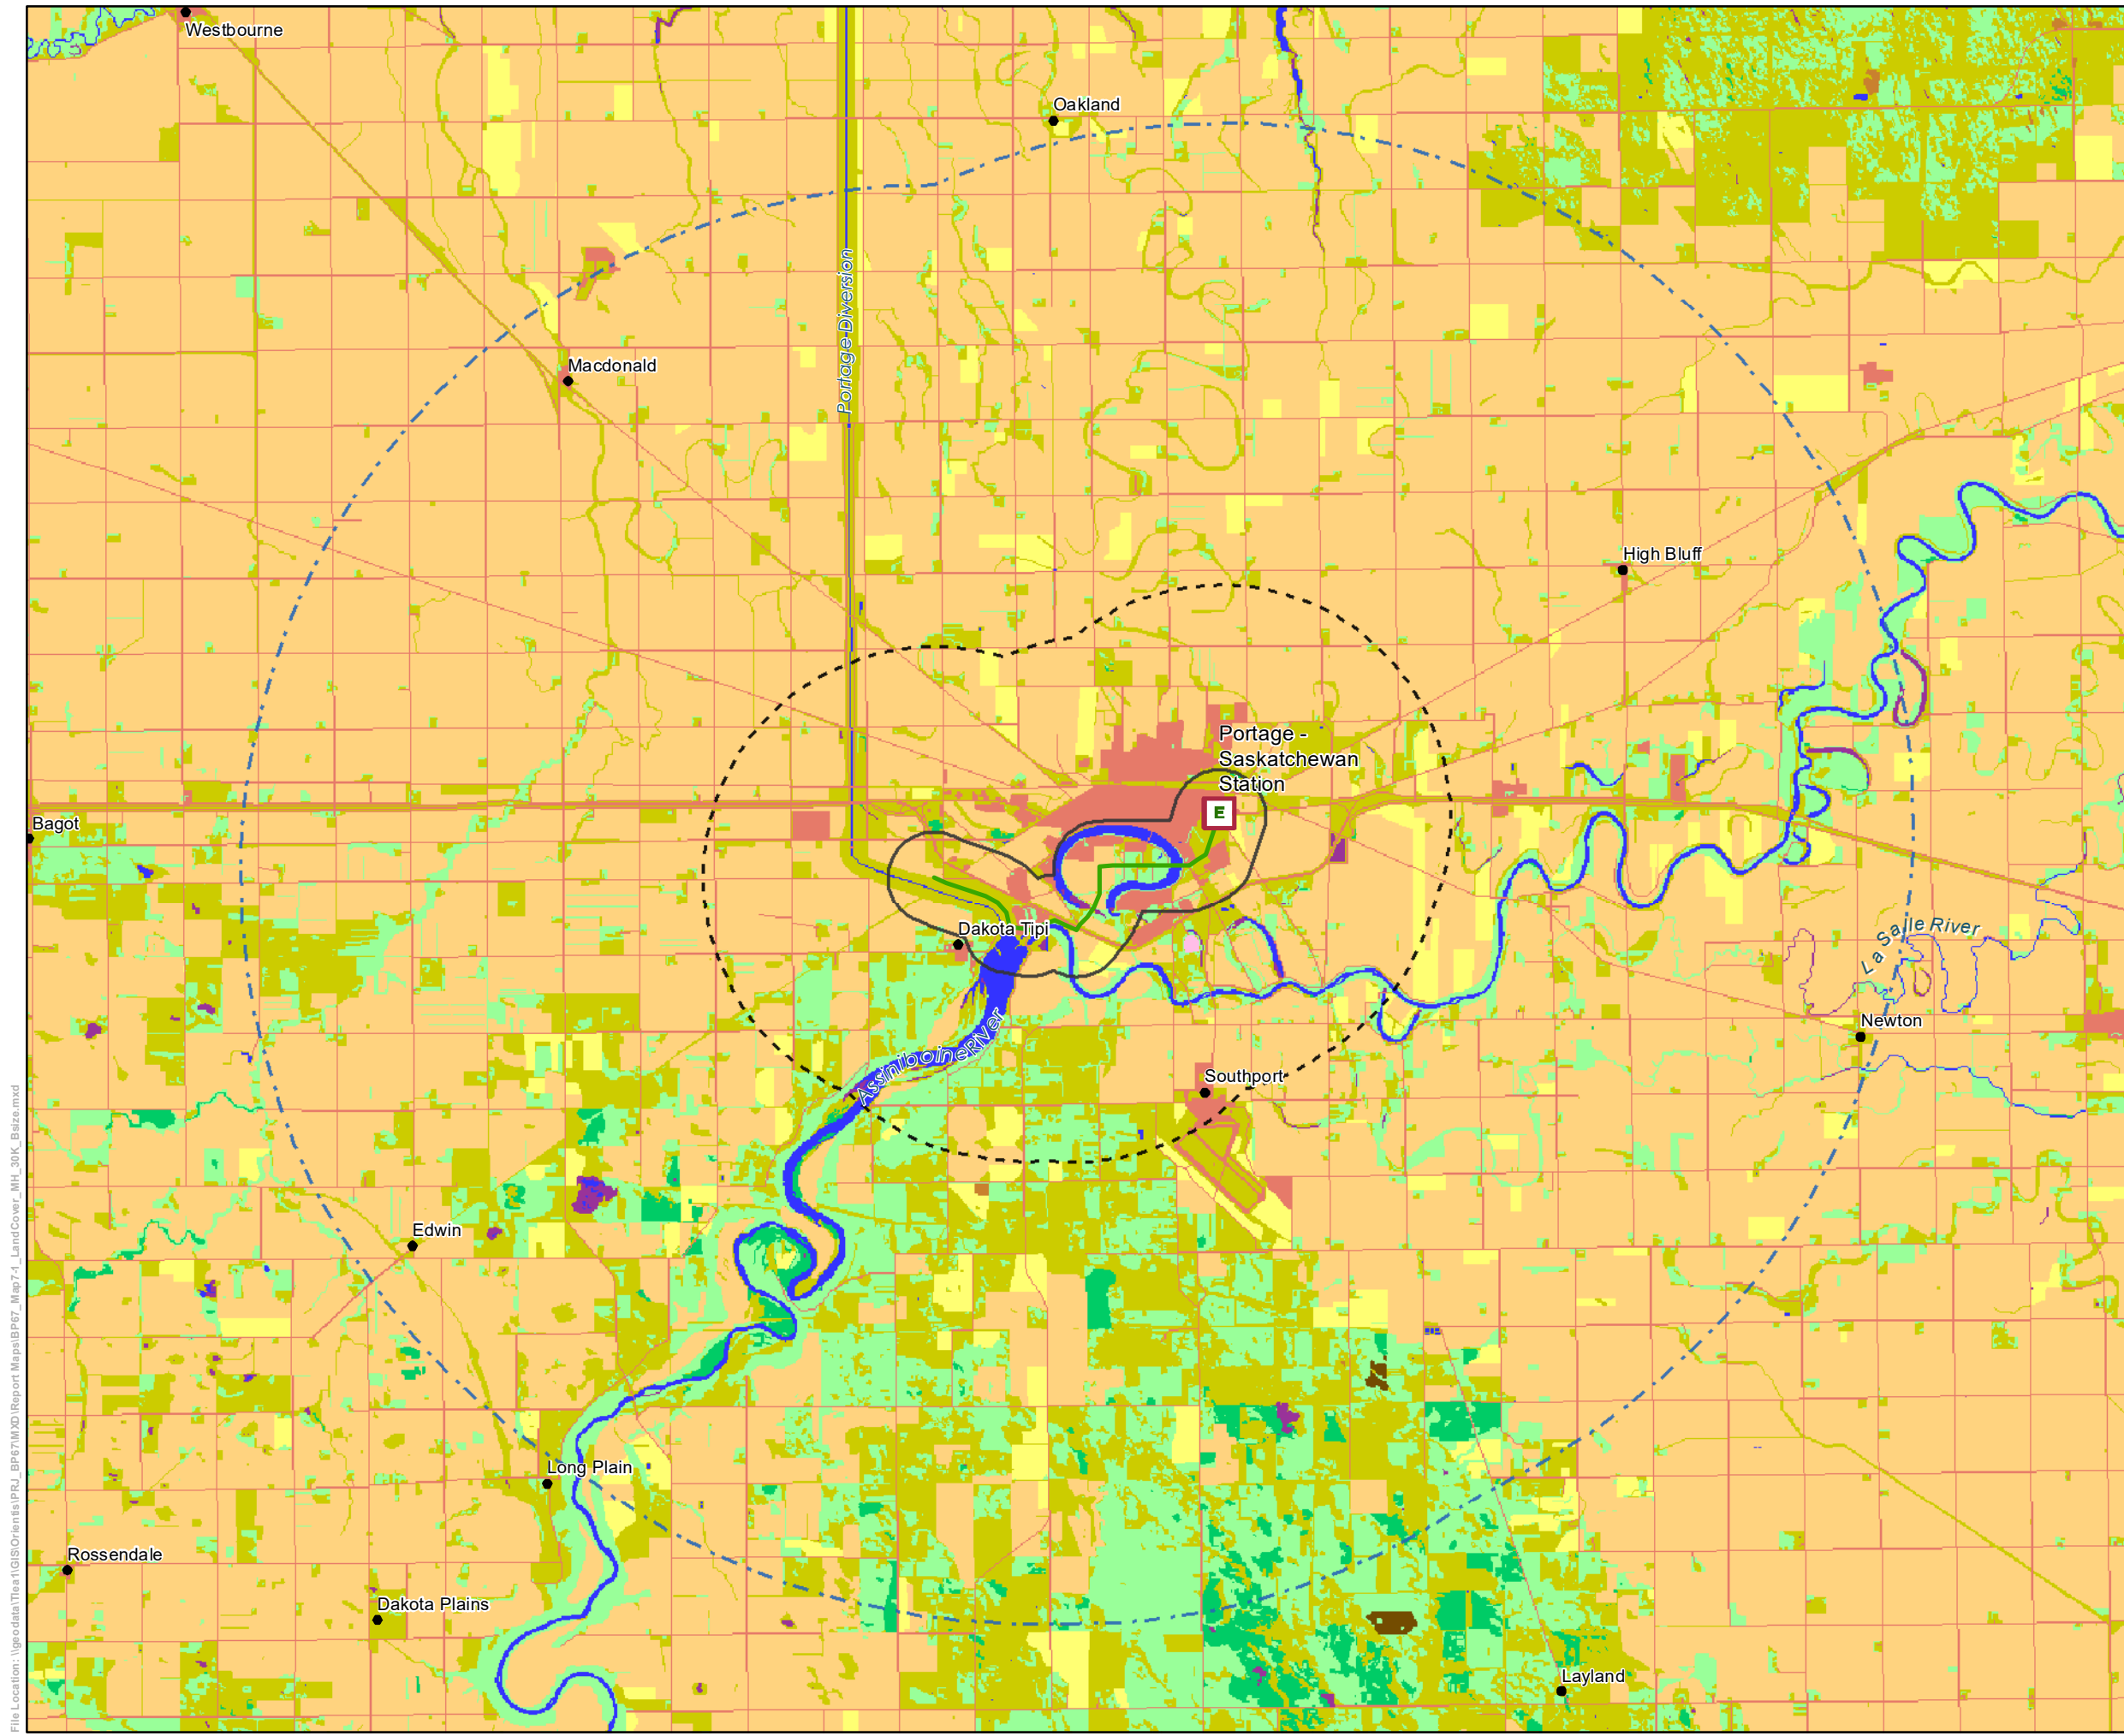 Westbourne
Oakland
Portage Diversion
Macdonald
High Bluff
Portage -
Saskatchewan
Station
E
Bagot
Dakota Tipi
La Salle River
Newton
Assiniboine River
Southport
Edwin
Long Plain
Rossendale
Dakota Plains
Layland